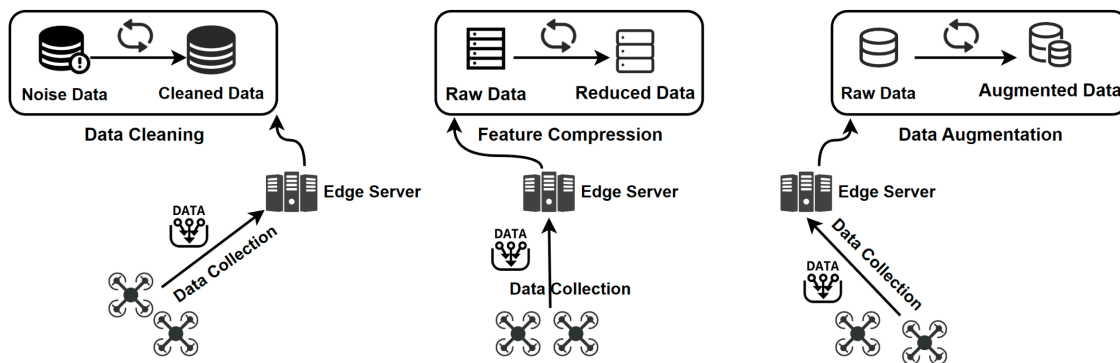 Noise Data
Cleaned Data
Data Cleaning
Edge Server
DATA
Data Collection
Raw Data
Reduced Data
Feature Compression
Edge Server
DATA
Data Collection
Raw Data
Augmented Data
Data Augmentation
Edge Server
DATA
Data Collection